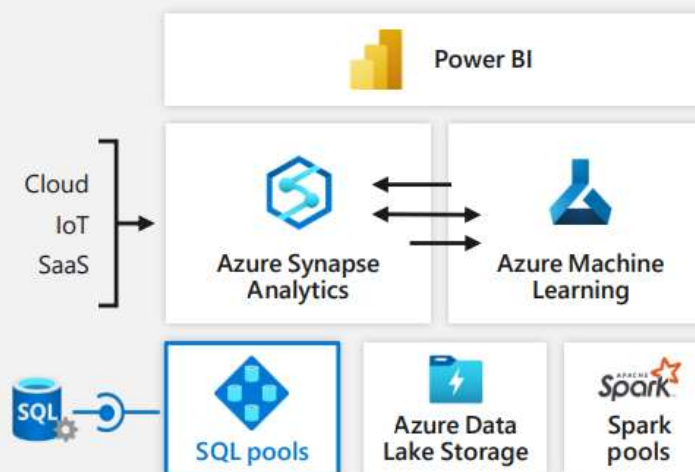 Power BI
Cloud
IoT
SaaS
Azure Synapse
Analytics
Azure Machine
Learning
SQL
SQL pools
Azure Data
Lake Storage
APACHE
Spark
Spark
pools